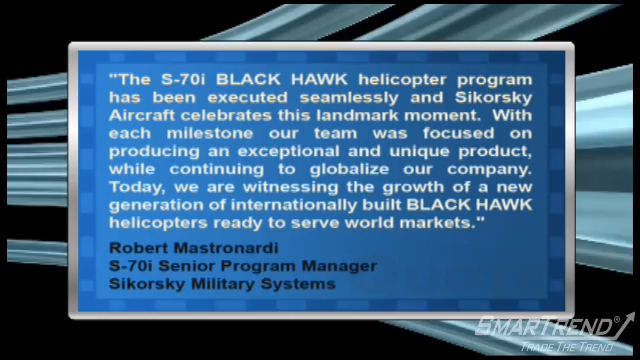 "The S-70i BLACK HAWK helicopter program
has been executed seamlessly and Sikorsky
Aircraft celebrates this landmark moment. With
each milestone our team was focused on
producing an exceptional and unique product,
while continuing to globalize our company.
Today, we are witnessing the growth of a new
generation of internationally built BLACK HAWK
helicopters ready to serve world markets."
Robert Mastronardi
S-70i Senior Program Manager
Sikorsky Military Systems
SMARTREND®
TRADE THE TREND